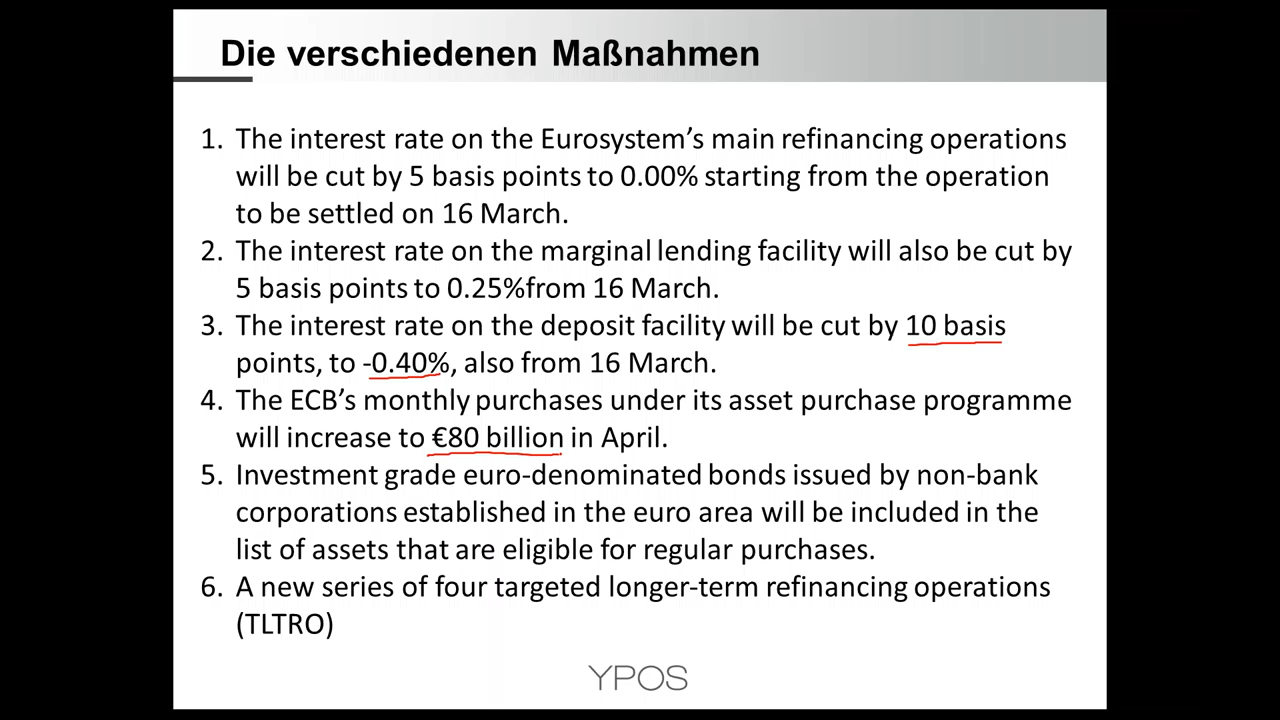 Die verschiedenen Maßnahmen
1. The interest rate on the Eurosystem’s main refinancing operations
will be cut by 5 basis points to 0.00% starting from the operation
to be settled on 16 March.
2. The interest rate on the marginal lending facility will also be cut by
5 basis points to 0.25%from 16 March.
3. The interest rate on the deposit facility will be cut by 10 basis
points, to -0.40%, also from 16 March.
4. The ECB’s monthly purchases under its asset purchase programme
will increase to €80 billion in April.
5. Investment grade euro-denominated bonds issued by non-bank
corporations established in the euro area will be included in the
list of assets that are eligible for regular purchases.
6. A new series of four targeted longer-term refinancing operations
(TLTRO)
YPOS